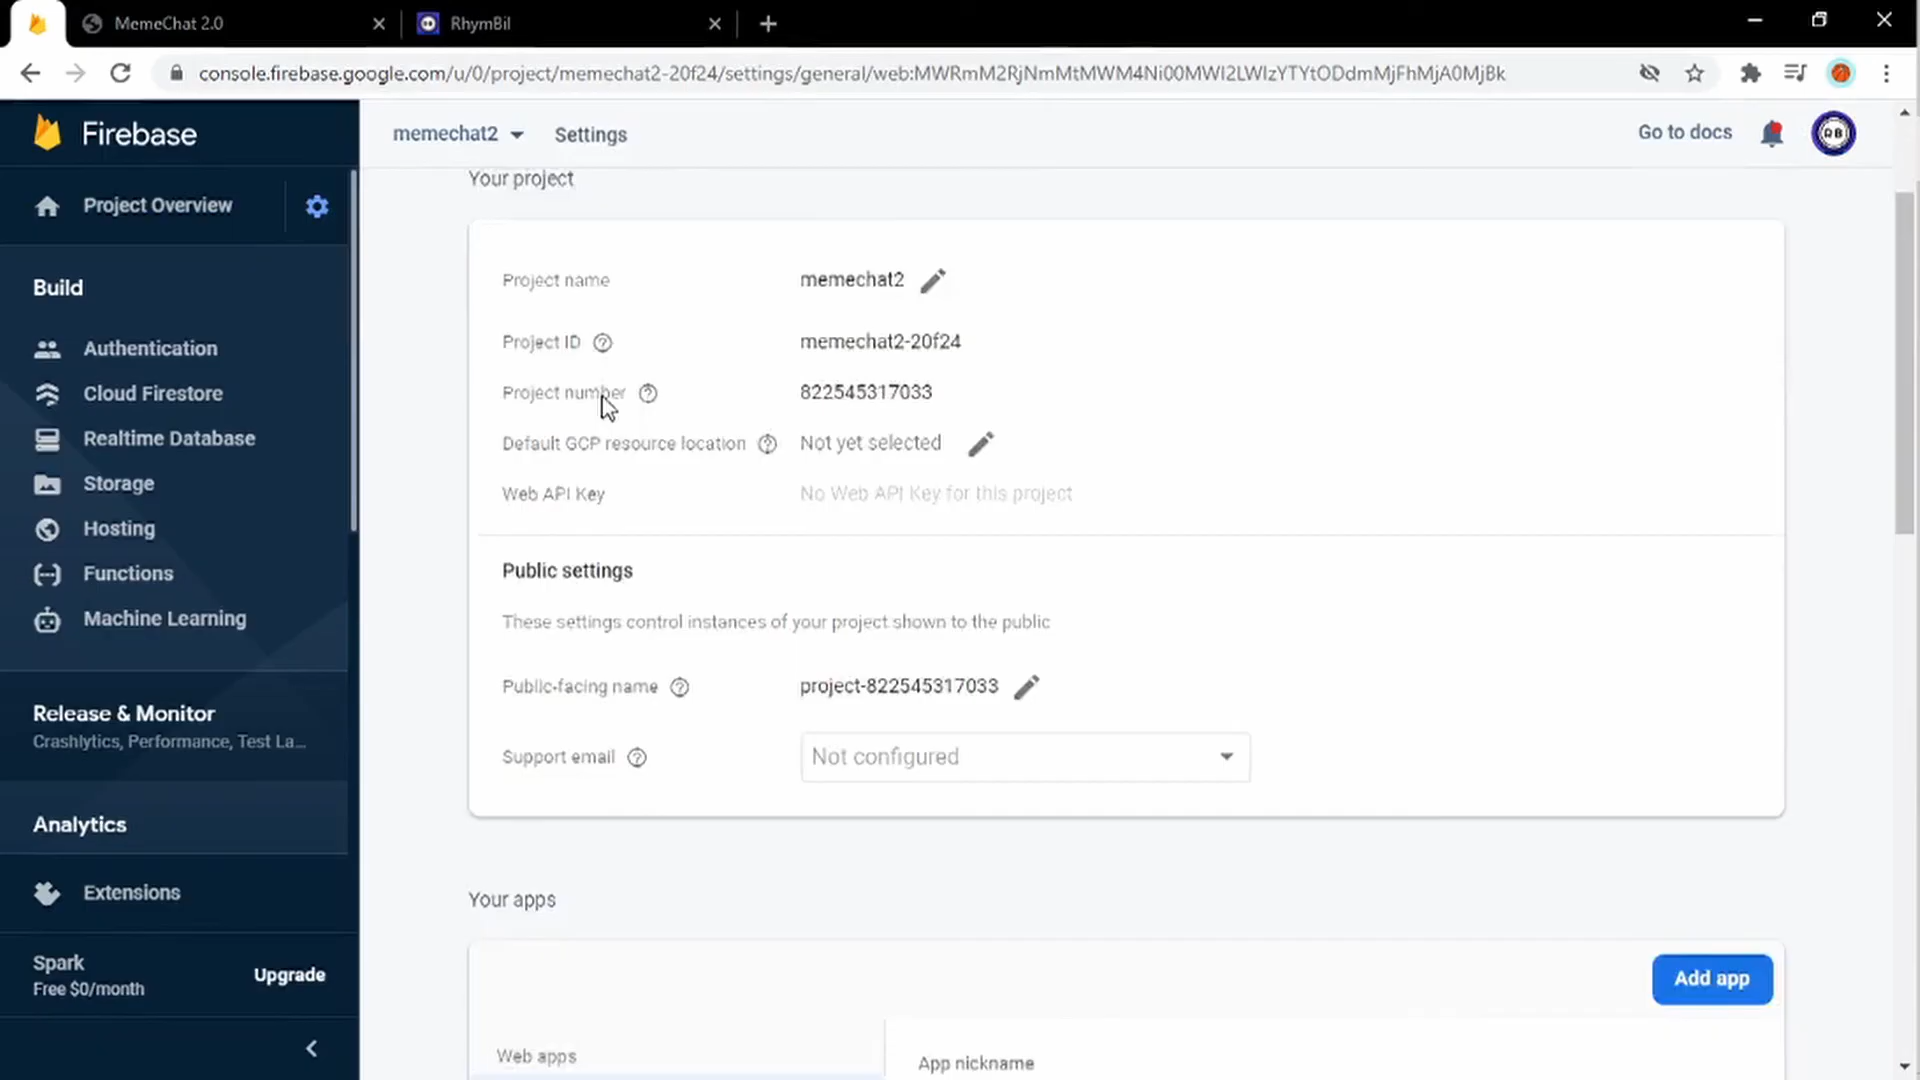 MemeChat 2.0
RhymBil
console.firebase.google.com/u/0/project/memechat2-20f24/settings/general/web:MWRmM2RjNmMtMWM4Ni00MWI2LWIzYTYtODdmMjFhMjA0MjBk
Firebase
memechat2
Settings
Go to docs
RB
Project Overview
Build
Authentication
Cloud Firestore
Realtime Database
Storage
Hosting
Functions
Machine Learning
Release & Monitor
Crashlytics, Performance, Test La...
Analytics
Extensions
Spark
Free $0/month
Upgrade
Your project
Project name
memechat2
Project ID
memechat2-20f24
Project number
822545317033
Default GCP resource location
Not yet selected
Web API Key
No Web API Key for this project
Public settings
These settings control instances of your project shown to the public
Public-facing name
project-822545317033
Support email
Not configured
Your apps
Add app
Web apps
App nickname